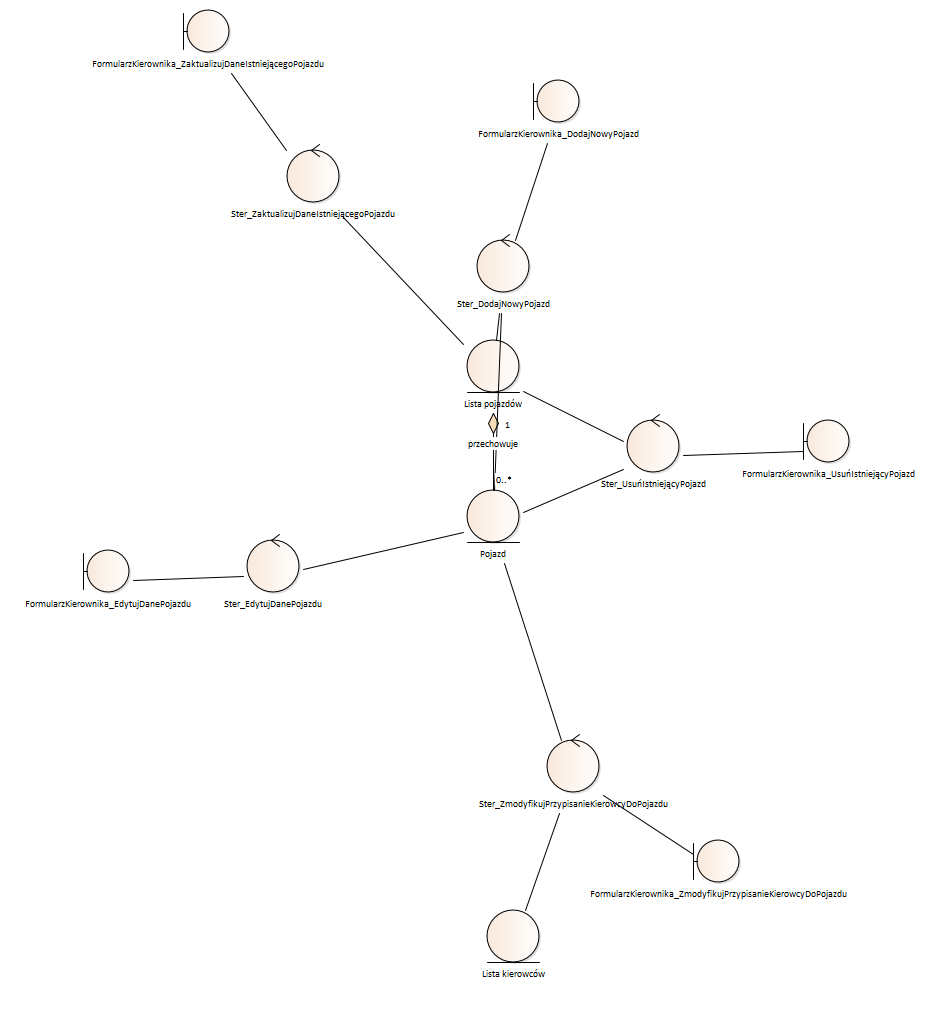 FormularzKierownika_ZaktualizujDaneIstniejącegoPojazdu
FormularzKierownika_DodajNowyPojazd
Ster_ZaktualizujDaneIstniejącegoPojazdu
Ster_DodajNowyPojazd
Lista pojazdów
1
przechowuje
0..*
FormularzKierownika_UsuńIstniejącyPojazd
Ster_UsuńIstniejącyPojazd
Pojazd
FormularzKierownika_EdytujDanePojazdu
Ster_EdytujDanePojazdu
Ster_ZmodyfikujPrzypisanieKierowcyDoPojazdu
FormularzKierownika_ZmodyfikujPrzypisanieKierowcyDoPojazdu
Lista kierowców